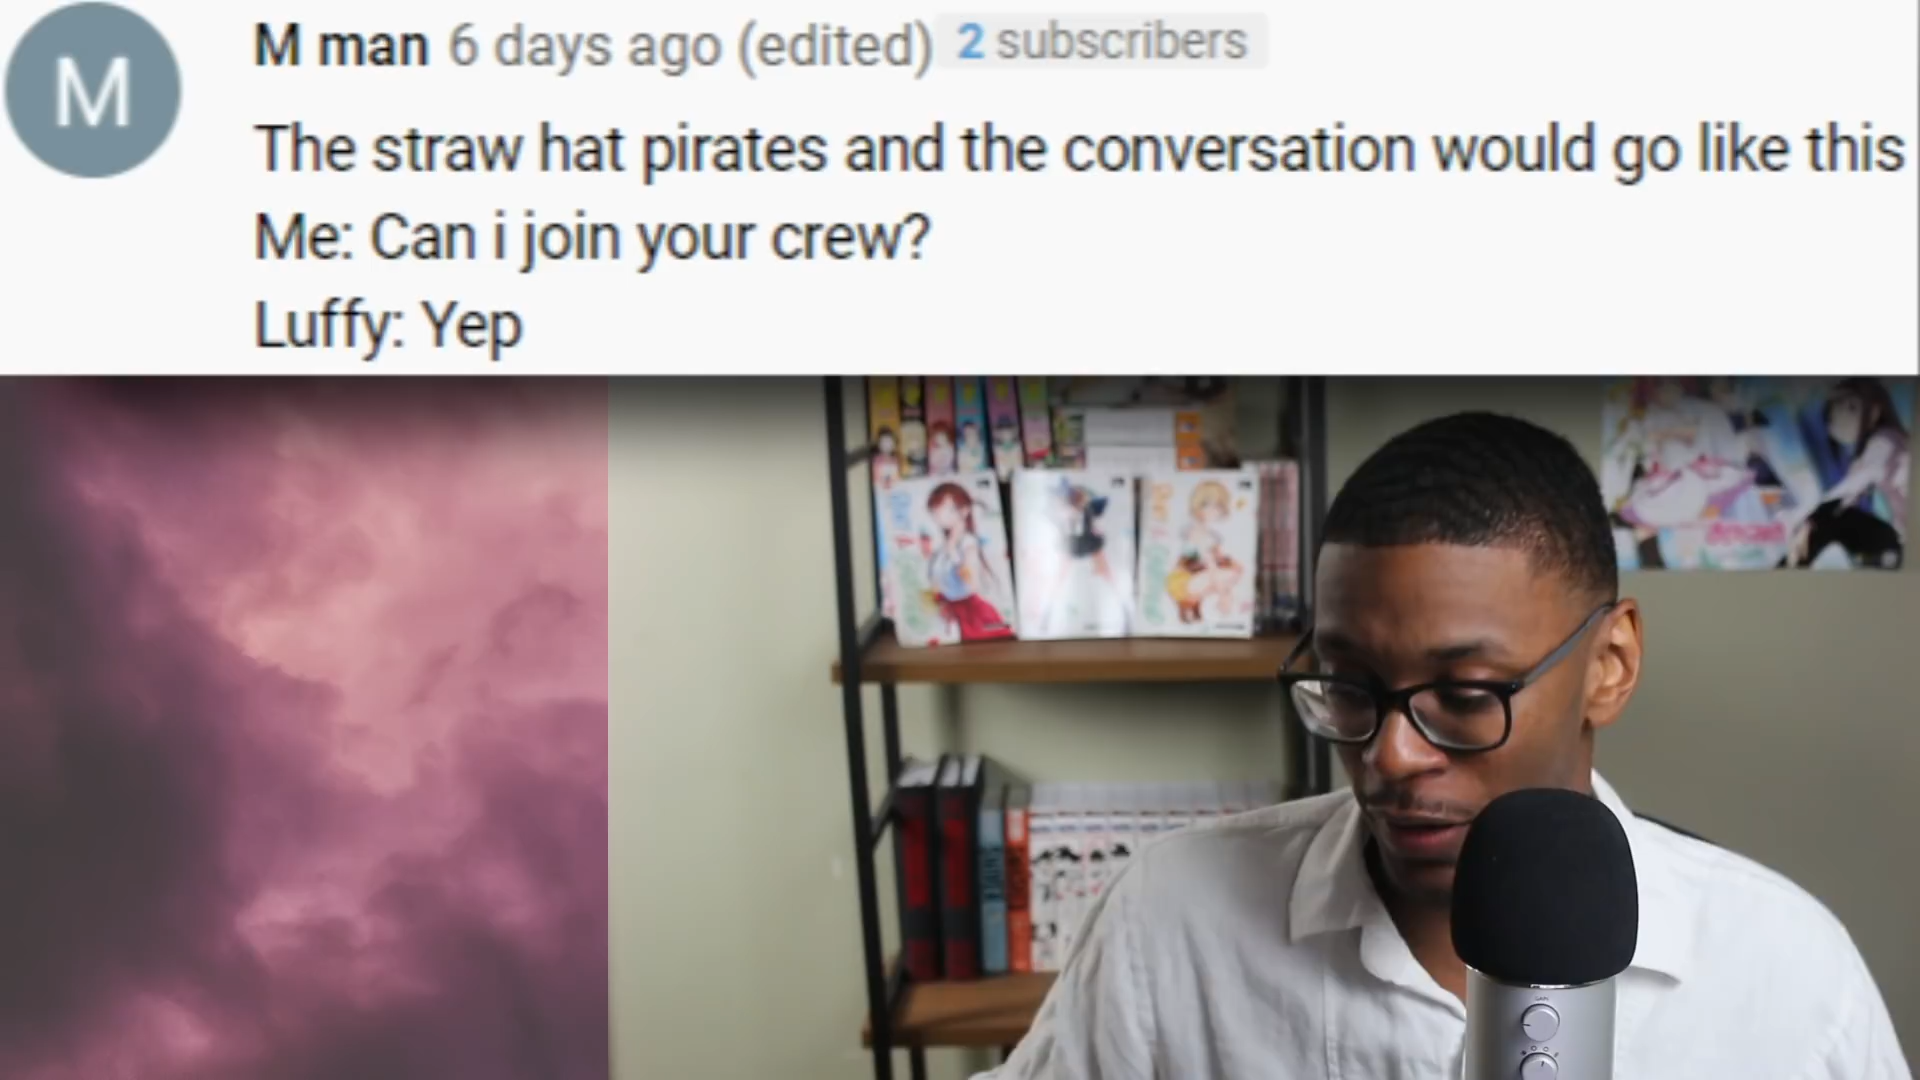 M
M man 6 days ago (edited) 2 subscribers
The straw hat pirates and the conversation would go like this
Me: Can i join your crew?
Luffy: Yep